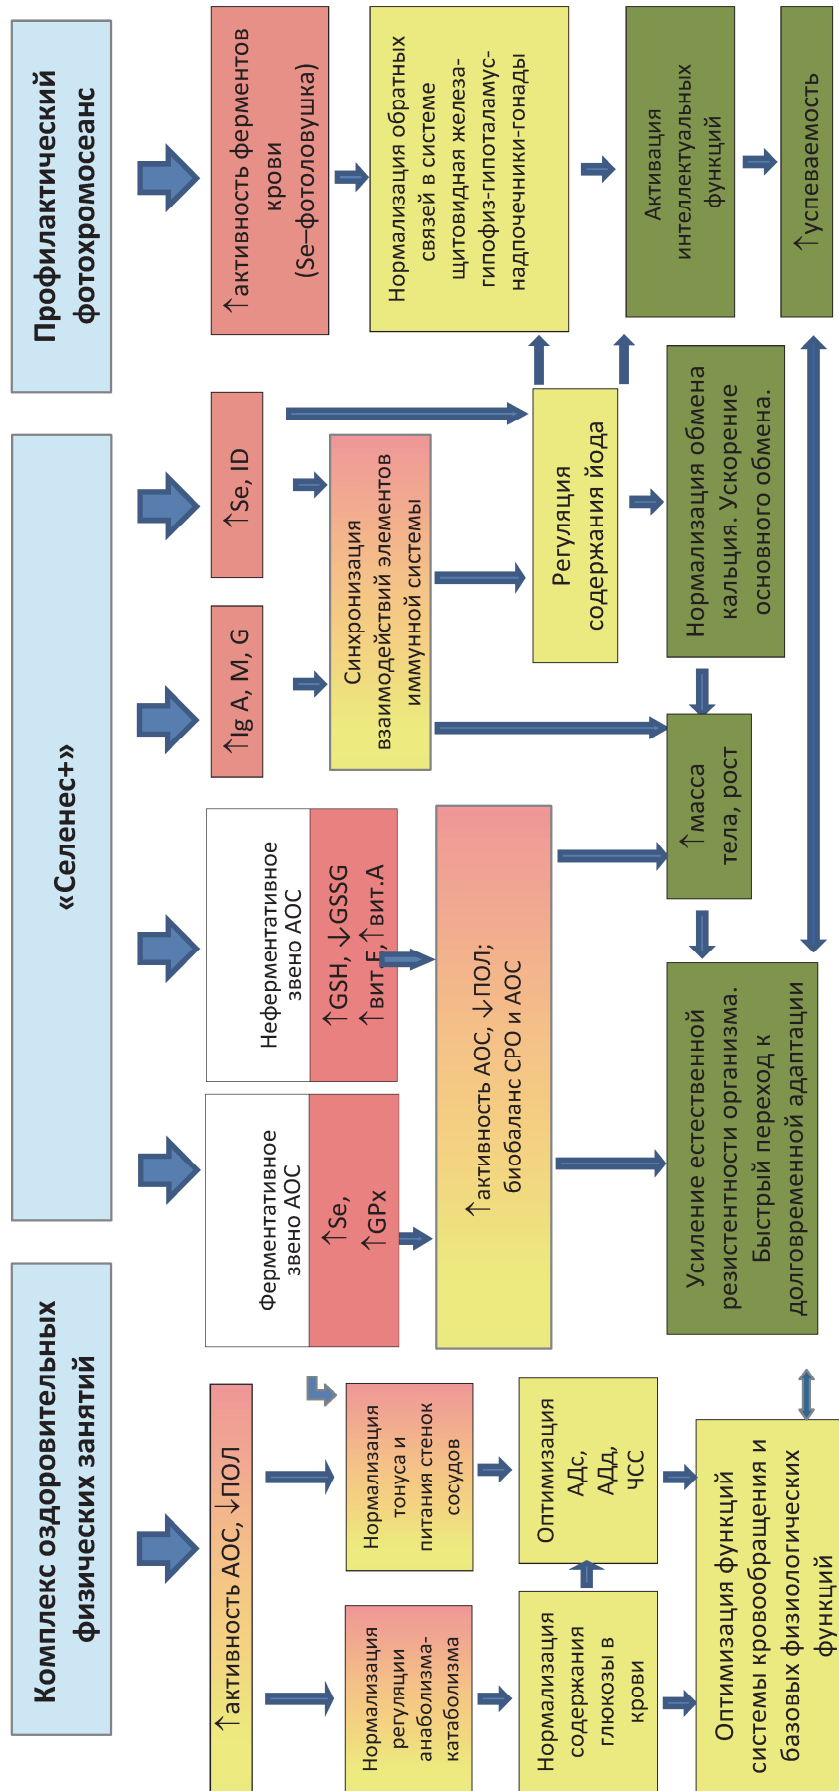 Комплекс оздоровительных
физических занятий
«Селенес+»
Профилактический
фотохромосеанс
↑активность АОС, ↓ПОЛ
Ферментативное
звено АОС
↑Se,
↑GPx
Неферментативное
звено АОС
↑GSH, ↓GSSG
↑вит.Е, ↑вит.А
↑Ig A, M, G
↑Se, ID
↑активность ферментов
крови
(Se–фотоловушка)
Нормализация
регуляции
анаболизма-
катаболизма
Нормализация
тонуса и
питания стенок
сосудов
↑активность АОС, ↓ПОЛ;
биобаланс СРО и АОС
Синхронизация
взаимодействий элементов
иммунной системы
Нормализация обратных
связей в системе
щитовидная железа-
гипофиз-гипоталамус-
надпочечники-гонады
Нормализация
содержания
глюкозы в
крови
Оптимизация
АДс,
АДд,
ЧСС
Регуляция
содержания йода
Активация
интеллектуальных
функций
Оптимизация функций
системы кровообращения и
базовых физиологических
функций
Усиление естественной
резистентности организма.
Быстрый переход к
долговременной адаптации
↑масса
тела, рост
Нормализация обмена
кальция. Ускорение
основного обмена.
↑успеваемость